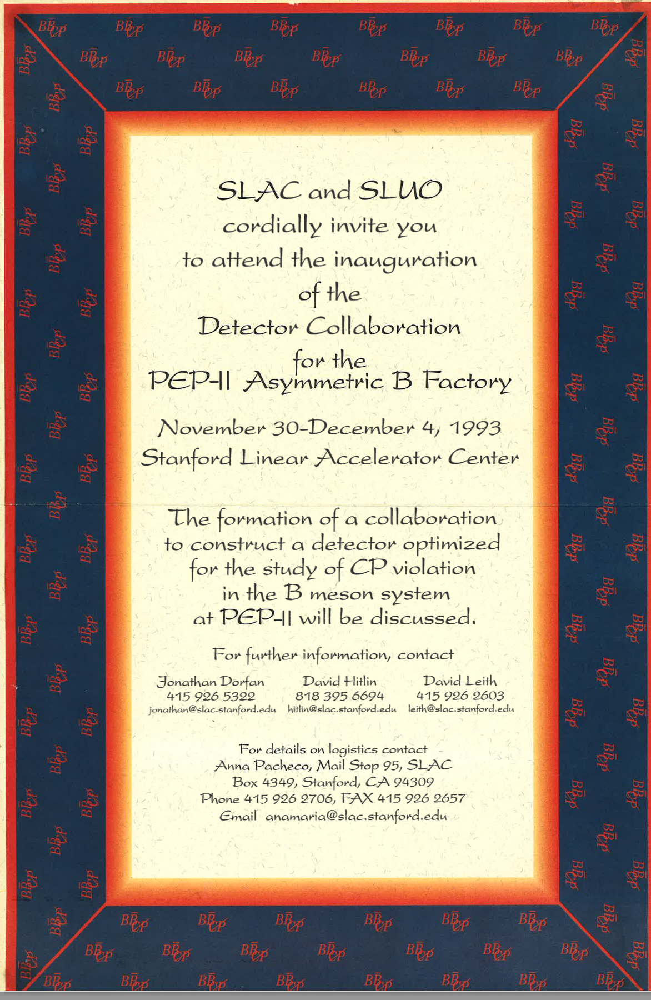 SLAC and SLUO
cordially invite you
to attend the inauguration
of the
Detector Collaboration
for the
PEP-II Asymmetric B Factory
November 30-December 4, 1993
Stanford Linear Accelerator Center
The formation of a collaboration
to construct a detector optimized
for the study of CP violation
in the B meson system
at PEP-II will be discussed.
For further information, contact
Jonathan Dorfan David Hitlin David Leith
415 926 5322 818 395 6694 415 926 2603
jonathan@slac.stanford.edu hitlin@slac.stanford.edu leith@slac.stanford.edu
For details on logistics contact
Anna Pacheco, Mail Stop 95, SLAC
Box 4349, Stanford, CA 94309
Phone 415 926 2706, FAX 415 926 2657
Email anamaria@slac.stanford.edu